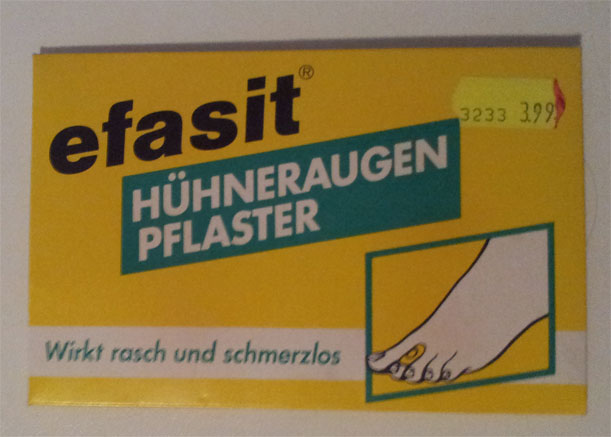 efasit®
3233 3.99
HÜHNERAUGEN
PFLASTER
Wirkt rasch und schmerzlos